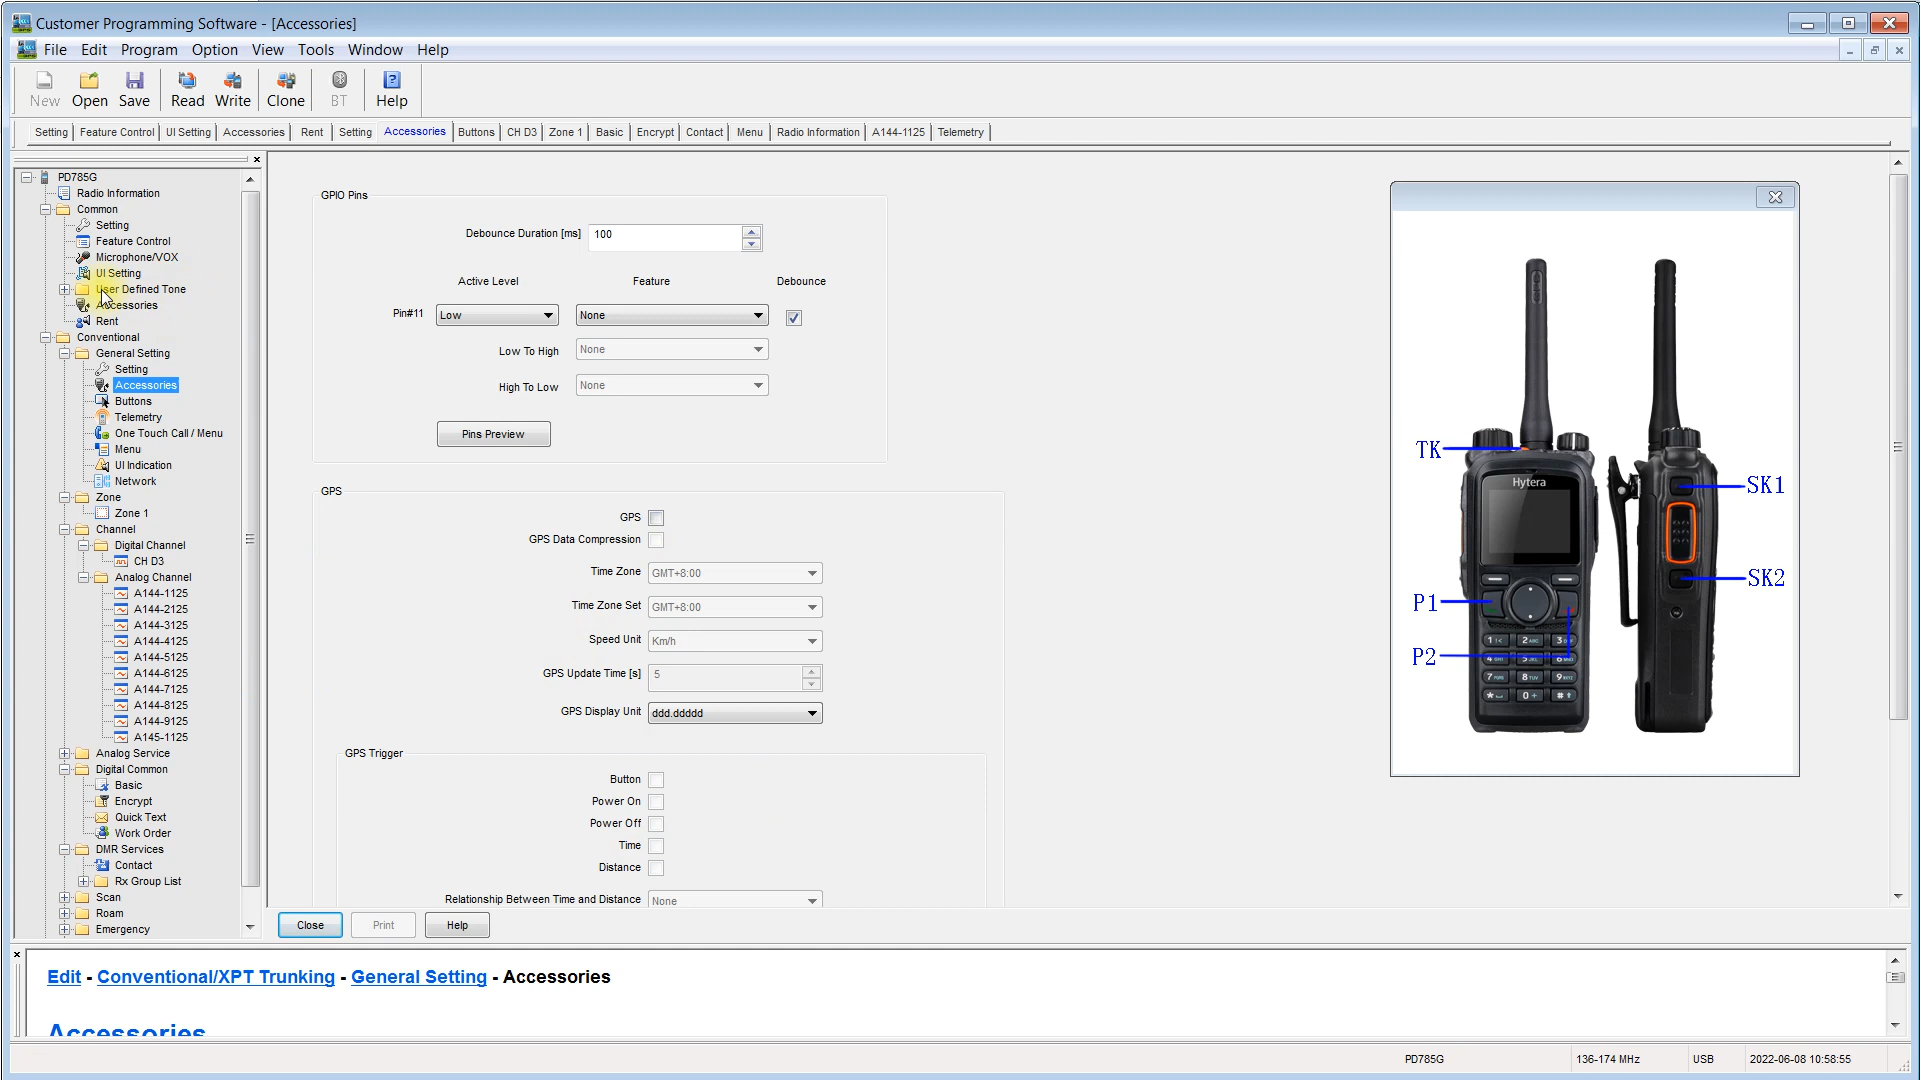 Customer Programming Software - [Accessories]
File Edit Program Option View Tools Window Help
New Open Save Read Write Clone BT Help
Setting Feature Control UI Setting Accessories Rent Setting Accessories Buttons CH D3 Zone 1 Basic Encrypt Contact Menu Radio Information A144-1125 Telemetry
PD785G
Radio Information
Common
Setting
Feature Control
Microphone/VOX
UI Setting
User Defined Tone
Accessories
Rent
Conventional
General Setting
Setting
Accessories
Buttons
Telemetry
One Touch Call / Menu
Menu
UI Indication
Network
Zone
Zone 1
Channel
Digital Channel
CH D3
Analog Channel
A144-1125
A144-2125
A144-3125
A144-4125
A144-5125
A144-6125
A144-7125
A144-8125
A144-9125
A145-1125
Analog Service
Digital Common
Basic
Encrypt
Quick Text
Work Order
DMR Services
Contact
Rx Group List
Scan
Roam
Emergency
GPIO Pins
Debounce Duration [ms] 100
Active Level Feature Debounce
Pin#11 Low None
Low To High None
High To Low None
Pins Preview
GPS
GPS
GPS Data Compression
Time Zone GMT+8:00
Time Zone Set GMT+8:00
Speed Unit Km/h
GPS Update Time [s] 5
GPS Display Unit ddd.ddddd
GPS Trigger
Button
Power On
Power Off
Time
Distance
Relationship Between Time and Distance None
Close Print Help
TK
Hytera
SK1
SK2
P1
P2
Edit - Conventional/XPT Trunking - General Setting - Accessories
Accessories
PD785G 136-174 MHz USB 2022-06-08 10:58:55